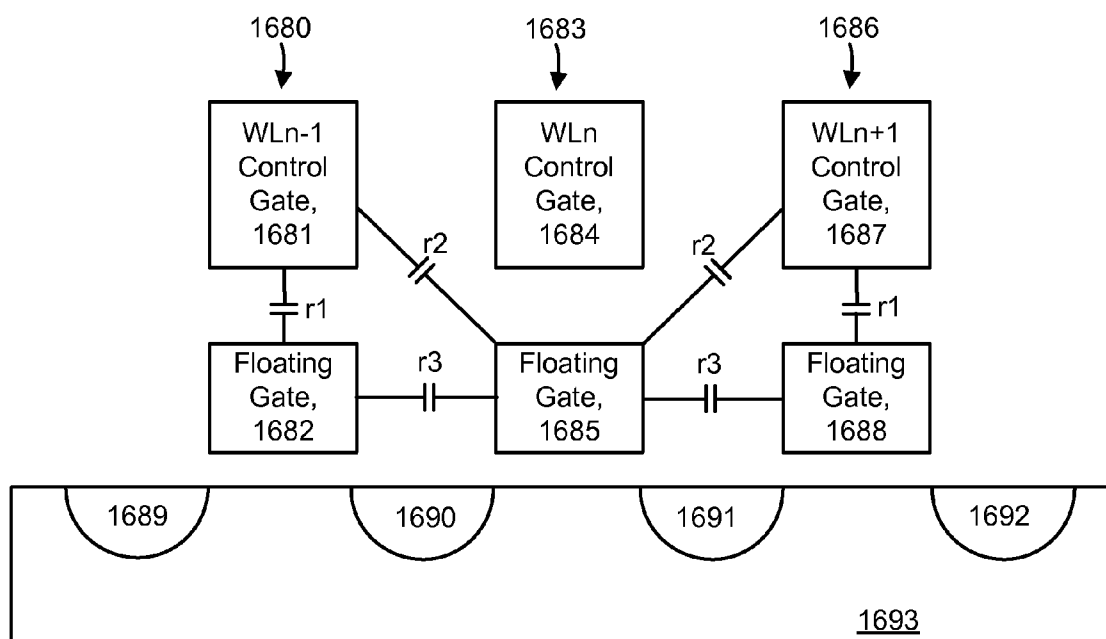 1680
1683
1686
WLn-1
Control
Gate,
1681
WLn
Control
Gate,
1684
WLn+1
Control
Gate,
1687
r2
r2
r1
r1
Floating
Gate,
1682
r3
Floating
Gate,
1685
r3
Floating
Gate,
1688
1689
1690
1691
1692
1693